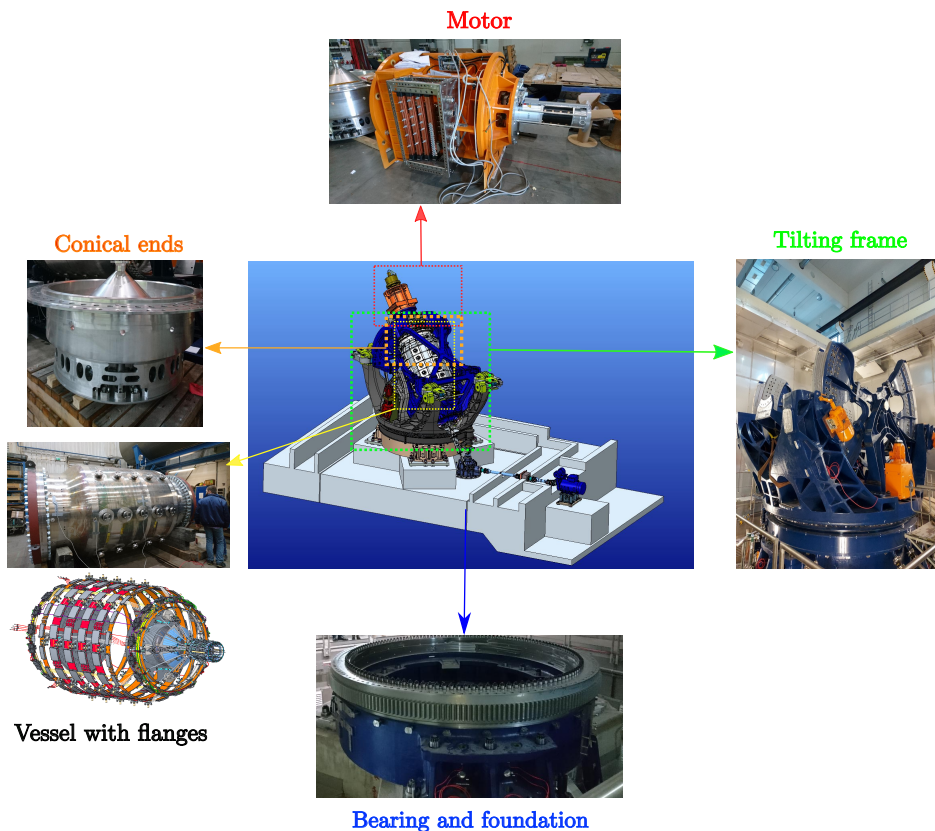 Motor
Conical ends
Tilting frame
Vessel with flanges
Bearing and foundation